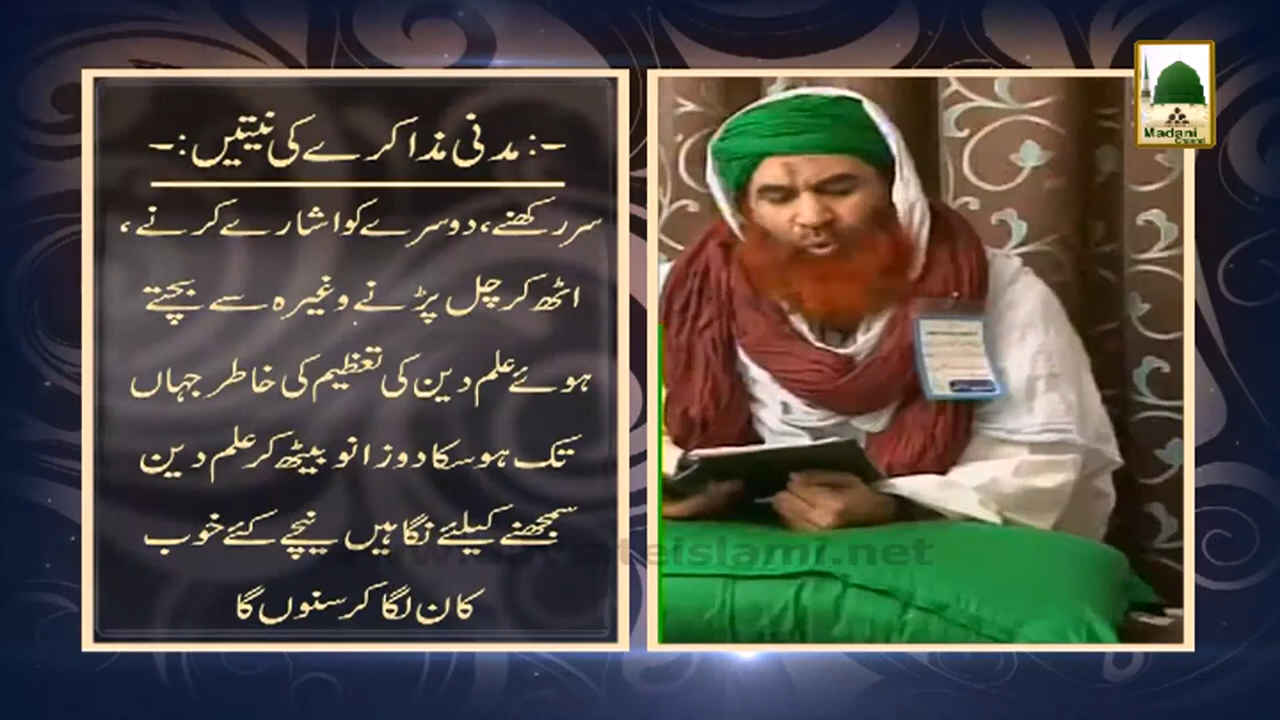 -: مدنی مذاکرے کی نیتیں :-
سر رکھنے، دوسرے کو اشارے کرنے،
اٹھ کر چل پڑنے وغیرہ سے بچتے
ہوئے علم دین کی تعظیم کی خاطر جہاں
تک ہو سکا دو زانو بیٹھ کر علم دین
سمجھنے کیلئے نگاہیں نیچے کئے خوب
کان لگا کر سنوں گا
Madani
Channel